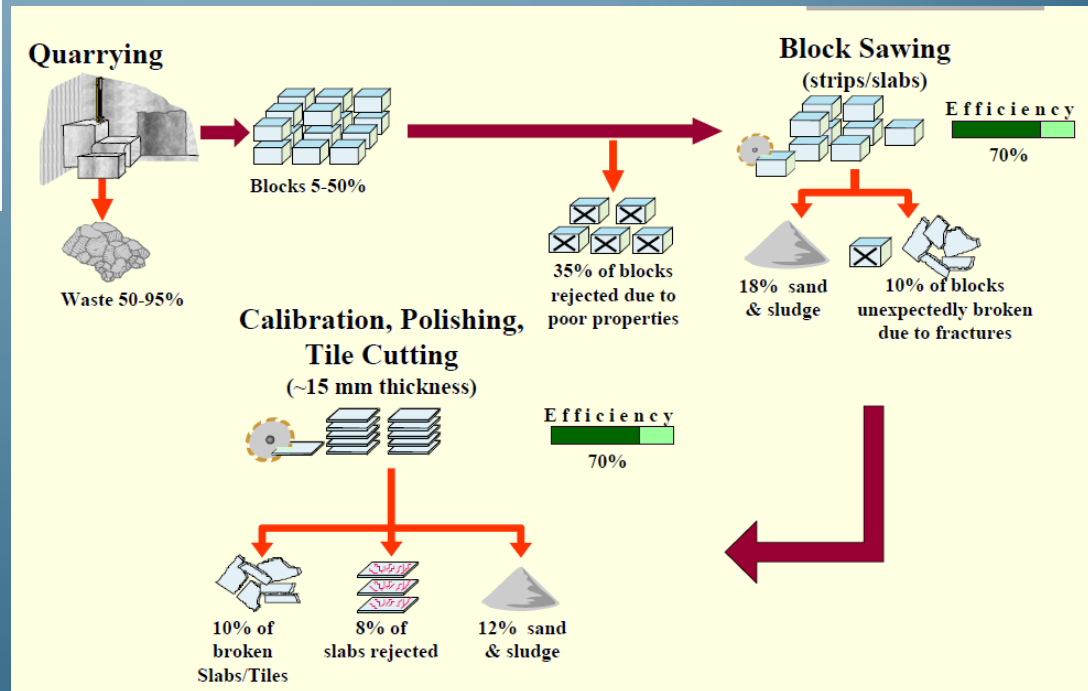 Quarrying
Blocks 5-50%
Waste 50-95%
35% of blocks
rejected due to
poor properties
Block Sawing
(strips/slabs)
Efficiency
70%
18% sand
& sludge
10% of blocks
unexpectedly broken
due to fractures
Calibration, Polishing,
Tile Cutting
(~15 mm thickness)
Efficiency
70%
10% of
broken
Slabs/Tiles
8% of
slabs rejected
12% sand
& sludge